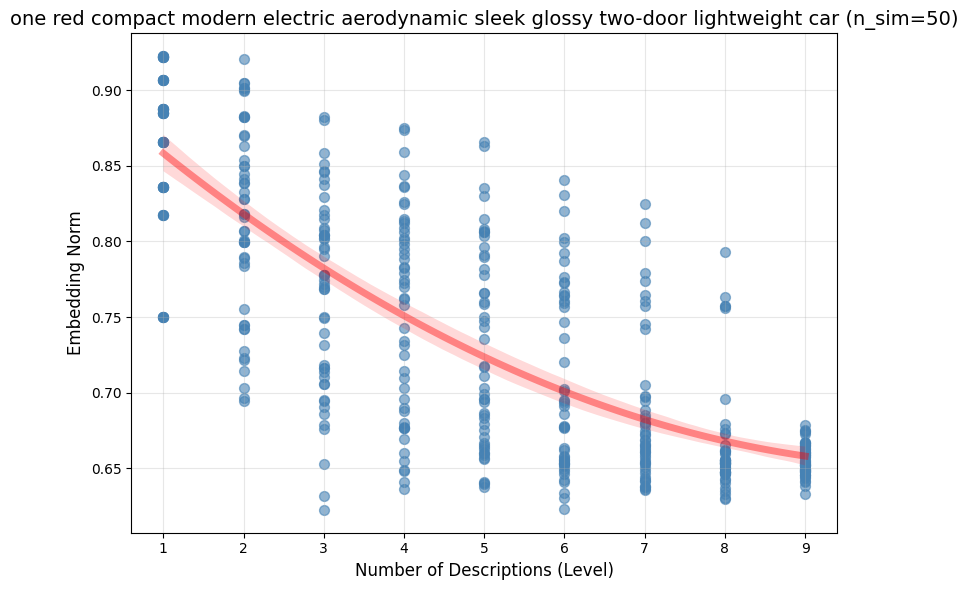 one red compact modern electric aerodynamic sleek glossy two-door lightweight car (n_sim=50)
Embedding Norm
0.90
0.85
0.80
0.75
0.70
0.65
1 2 3 4 5 6 7 8 9
Number of Descriptions (Level)